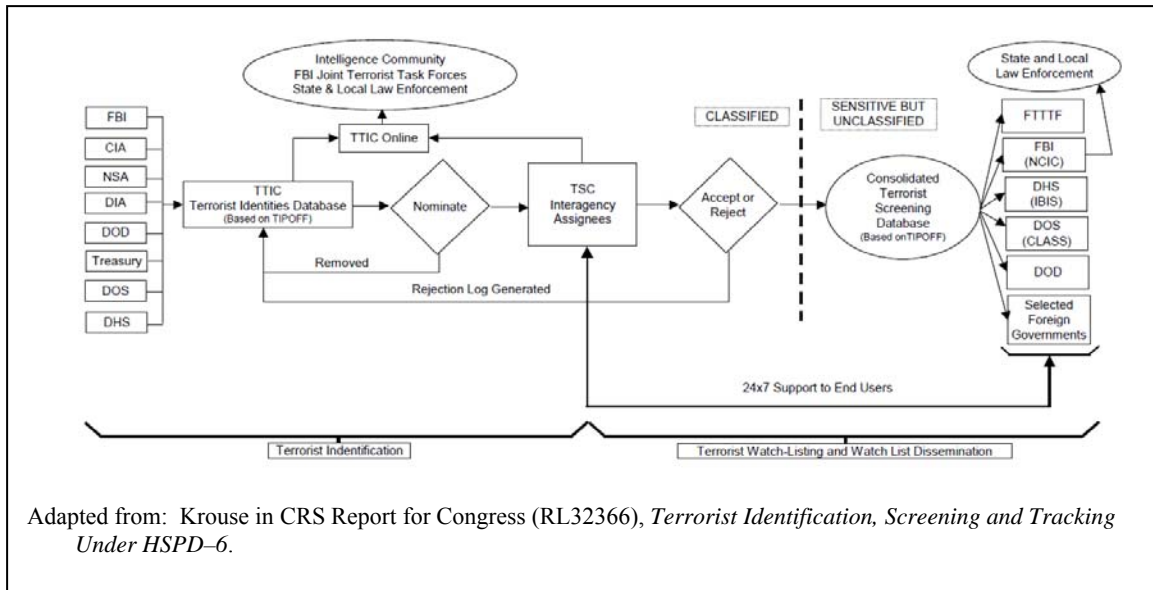 Intelligence Community
FBI Joint Terrorist Task Forces
State & Local Law Enforcement
State and Local
Law Enforcement
CLASSIFIED
SENSITIVE BUT
UNCLASSIFIED
FBI
CIA
NSA
DIA
DOD
Treasury
DOS
DHS
TTIC Online
TTIC
Terrorist Identities Database
(Based on TIPOFF)
Nominate
TSC
Interagency
Assignees
Accept or
Reject
Consolidated
Terrorist
Screening
Database
(Based onTIPOFF)
FTTTF
FBI
(NCIC)
DHS
(IBIS)
DOS
(CLASS)
DOD
Selected
Foreign
Governments
Removed
Rejection Log Generated
24x7 Support to End Users
Terrorist Indentification
Terrorist Watch-Listing and Watch List Dissemination
Adapted from: Krouse in CRS Report for Congress (RL32366), Terrorist Identification, Screening and Tracking
Under HSPD–6.